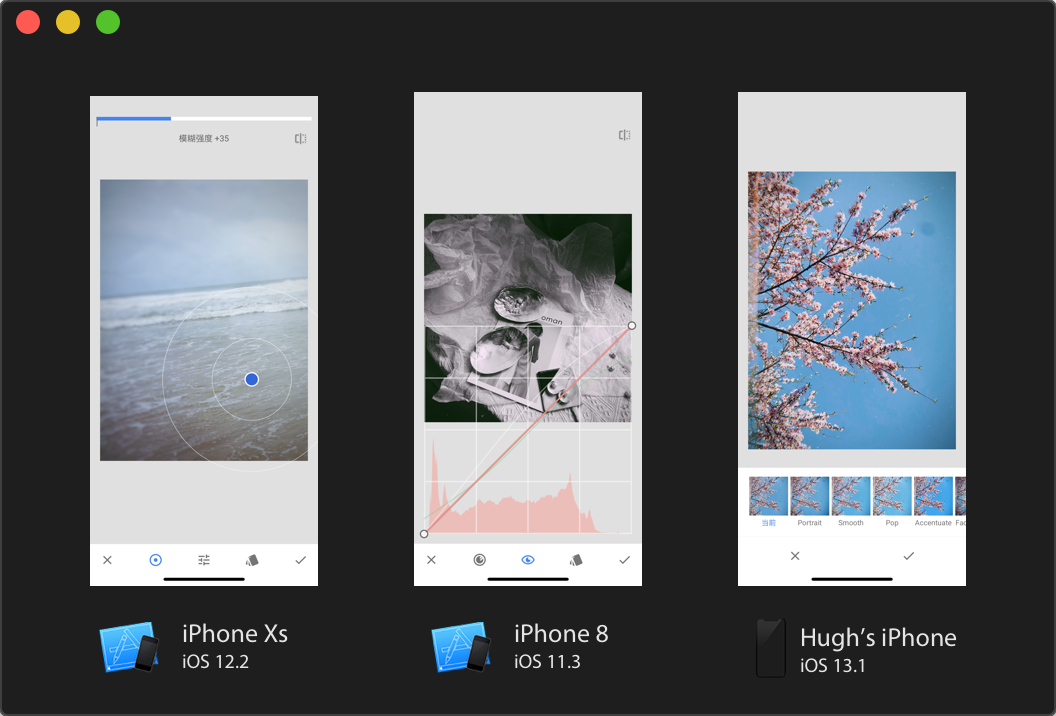 模糊强度 +35
oman
当前
Portrait
Smooth
Pop
Accentuate
Fac
iPhone Xs
iOS 12.2
iPhone 8
iOS 11.3
Hugh’s iPhone
iOS 13.1